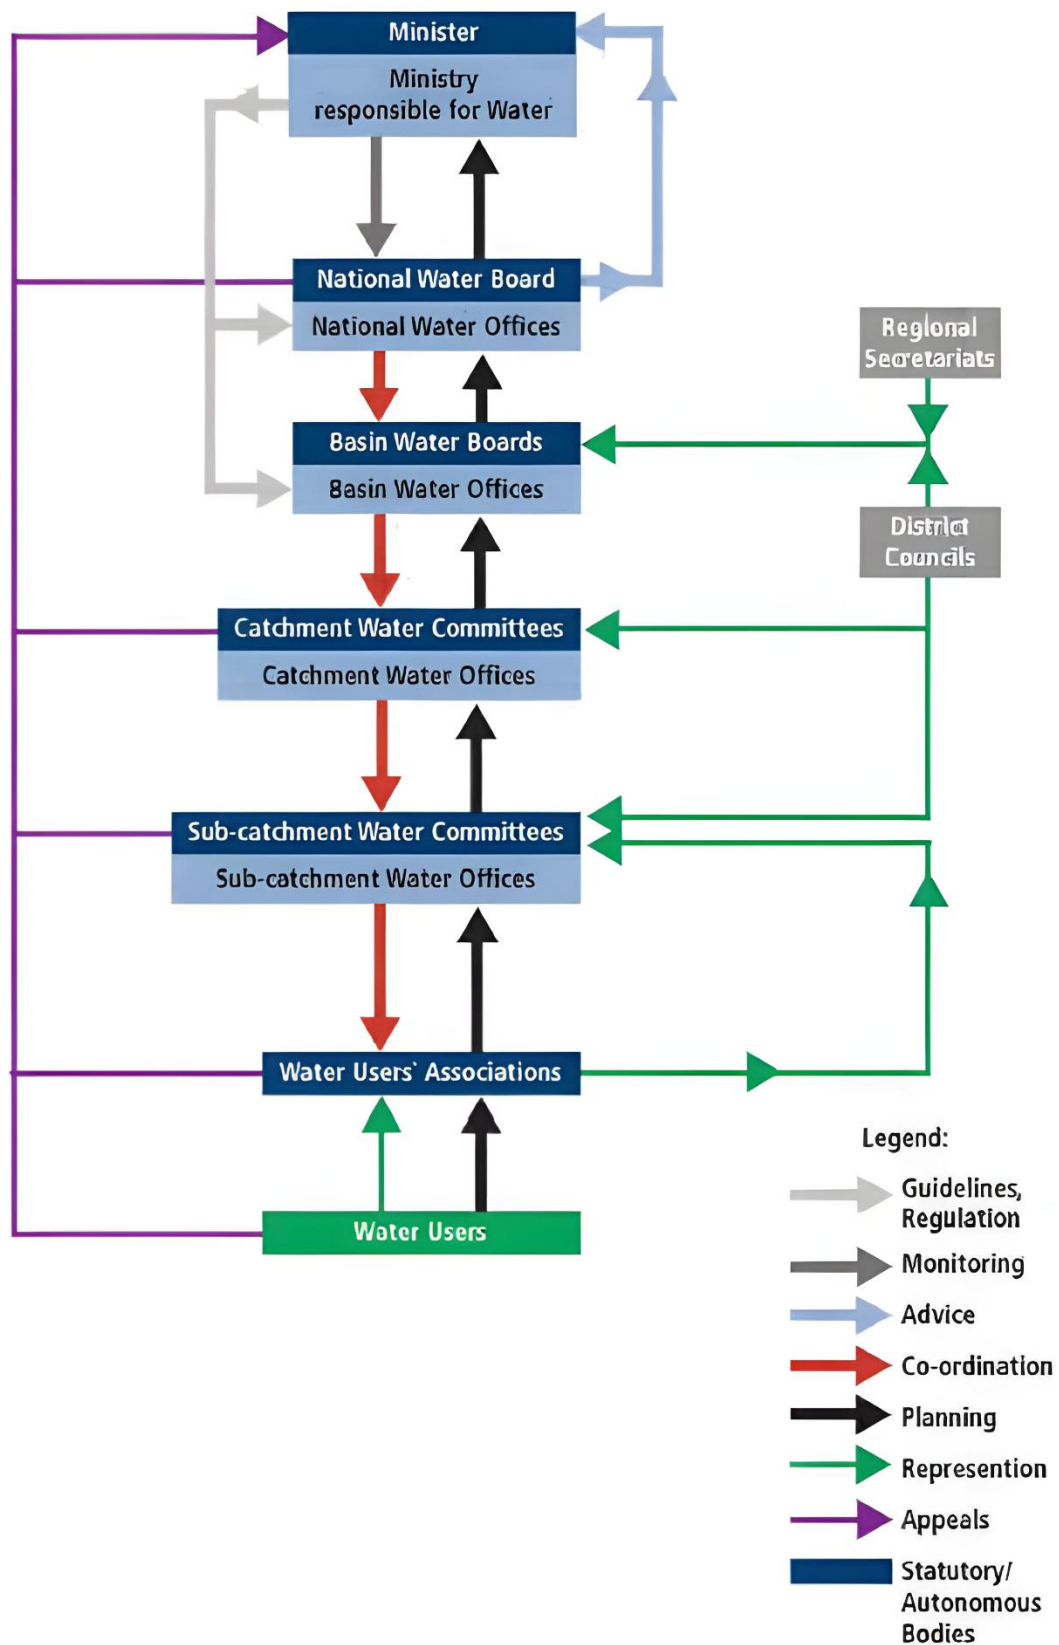 Minister
Ministry
responsible for Water
National Water Board
National Water Offices
Regional
Secretariats
Basin Water Boards
Basin Water Offices
District
Councils
Catchment Water Committees
Catchment Water Offices
Sub-catchment Water Committees
Sub-catchment Water Offices
Water Users' Associations
Water Users
Legend:
Guidelines,
Regulation
Monitoring
Advice
Co-ordination
Planning
Represention
Appeals
Statutory/
Autonomous
Bodies